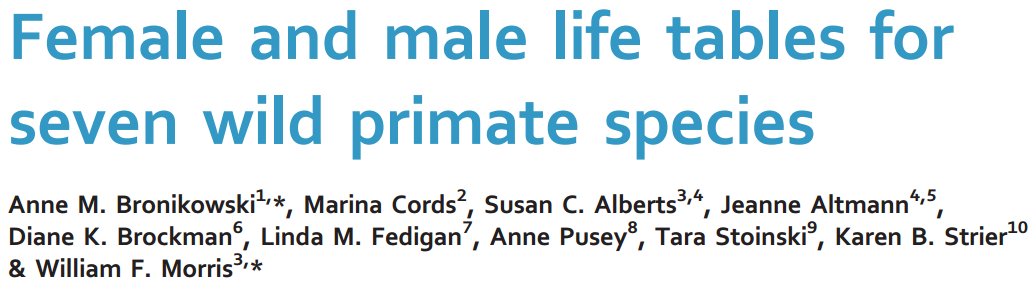 Female and male life tables for
seven wild primate species
Anne M. Bronikowski1,*, Marina Cords2, Susan C. Alberts3,4, Jeanne Altmann4,5,
Diane K. Brockman6, Linda M. Fedigan7, Anne Pusey8, Tara Stoinski9, Karen B. Strier10
& William F. Morris3,*